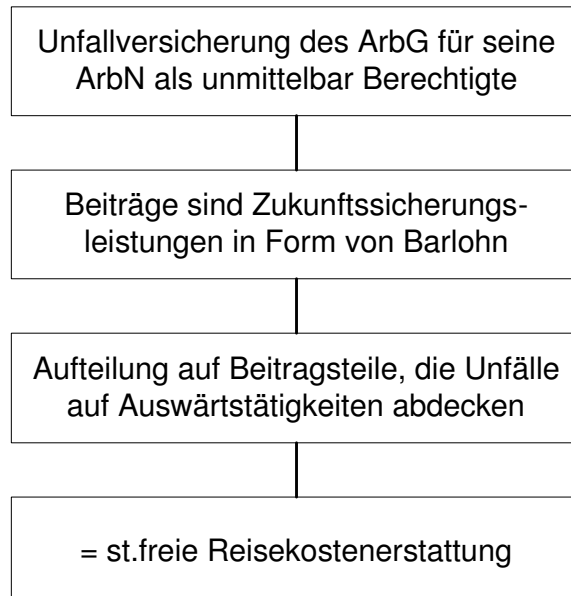 Unfallversicherung des ArbG für seine
ArbN als unmittelbar Berechtigte
Beiträge sind Zukunftssicherungs-
leistungen in Form von Barlohn
Aufteilung auf Beitragsteile, die Unfälle
auf Auswärtstätigkeiten abdecken
= st.freie Reisekostenerstattung